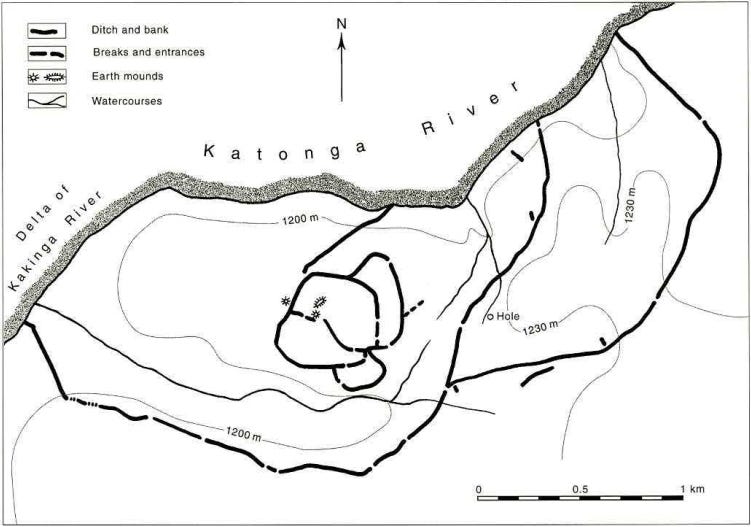 Ditch and bank
Breaks and entrances
Earth mounds
Watercourses
N
Katonga River
Delta of
Kakinga River
1200 m
1230 m
Hole
1230 m
1200 m
0 0.5 1 km